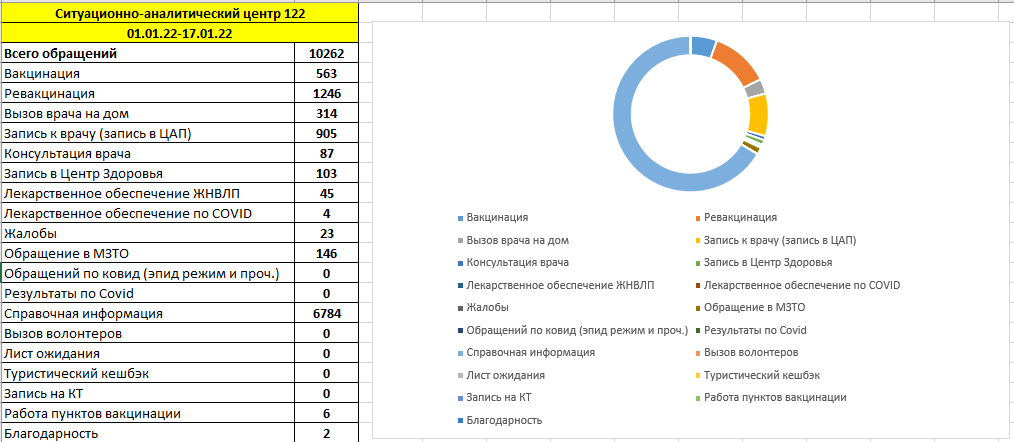 Ситуационно-аналитический центр 122
01.01.22-17.01.22
Всего обращений 10262
Вакцинация 563
Ревакцинация 1246
Вызов врача на дом 314
Запись к врачу (запись в ЦАП) 905
Консультация врача 87
Запись в Центр Здоровья 103
Лекарственное обеспечение ЖНВЛП 45
Лекарственное обеспечение по COVID 4
Жалобы 23
Обращение в МЗТО 146
Обращений по ковид (эпид режим и проч.) 0
Результаты по Covid 0
Справочная информация 6784
Вызов волонтеров 0
Лист ожидания 0
Туристический кешбэк 0
Запись на КТ 0
Работа пунктов вакцинации 6
Благодарность 2
Вакцинация Ревакцинация
Вызов врача на дом Запись к врачу (запись в ЦАП)
Консультация врача Запись в Центр Здоровья
Лекарственное обеспечение ЖНВЛП Лекарственное обеспечение по COVID
Жалобы Обращение в МЗТО
Обращений по ковид (эпид режим и проч.) Результаты по Covid
Справочная информация Вызов волонтеров
Лист ожидания Туристический кешбэк
Запись на КТ Работа пунктов вакцинации
Благодарность